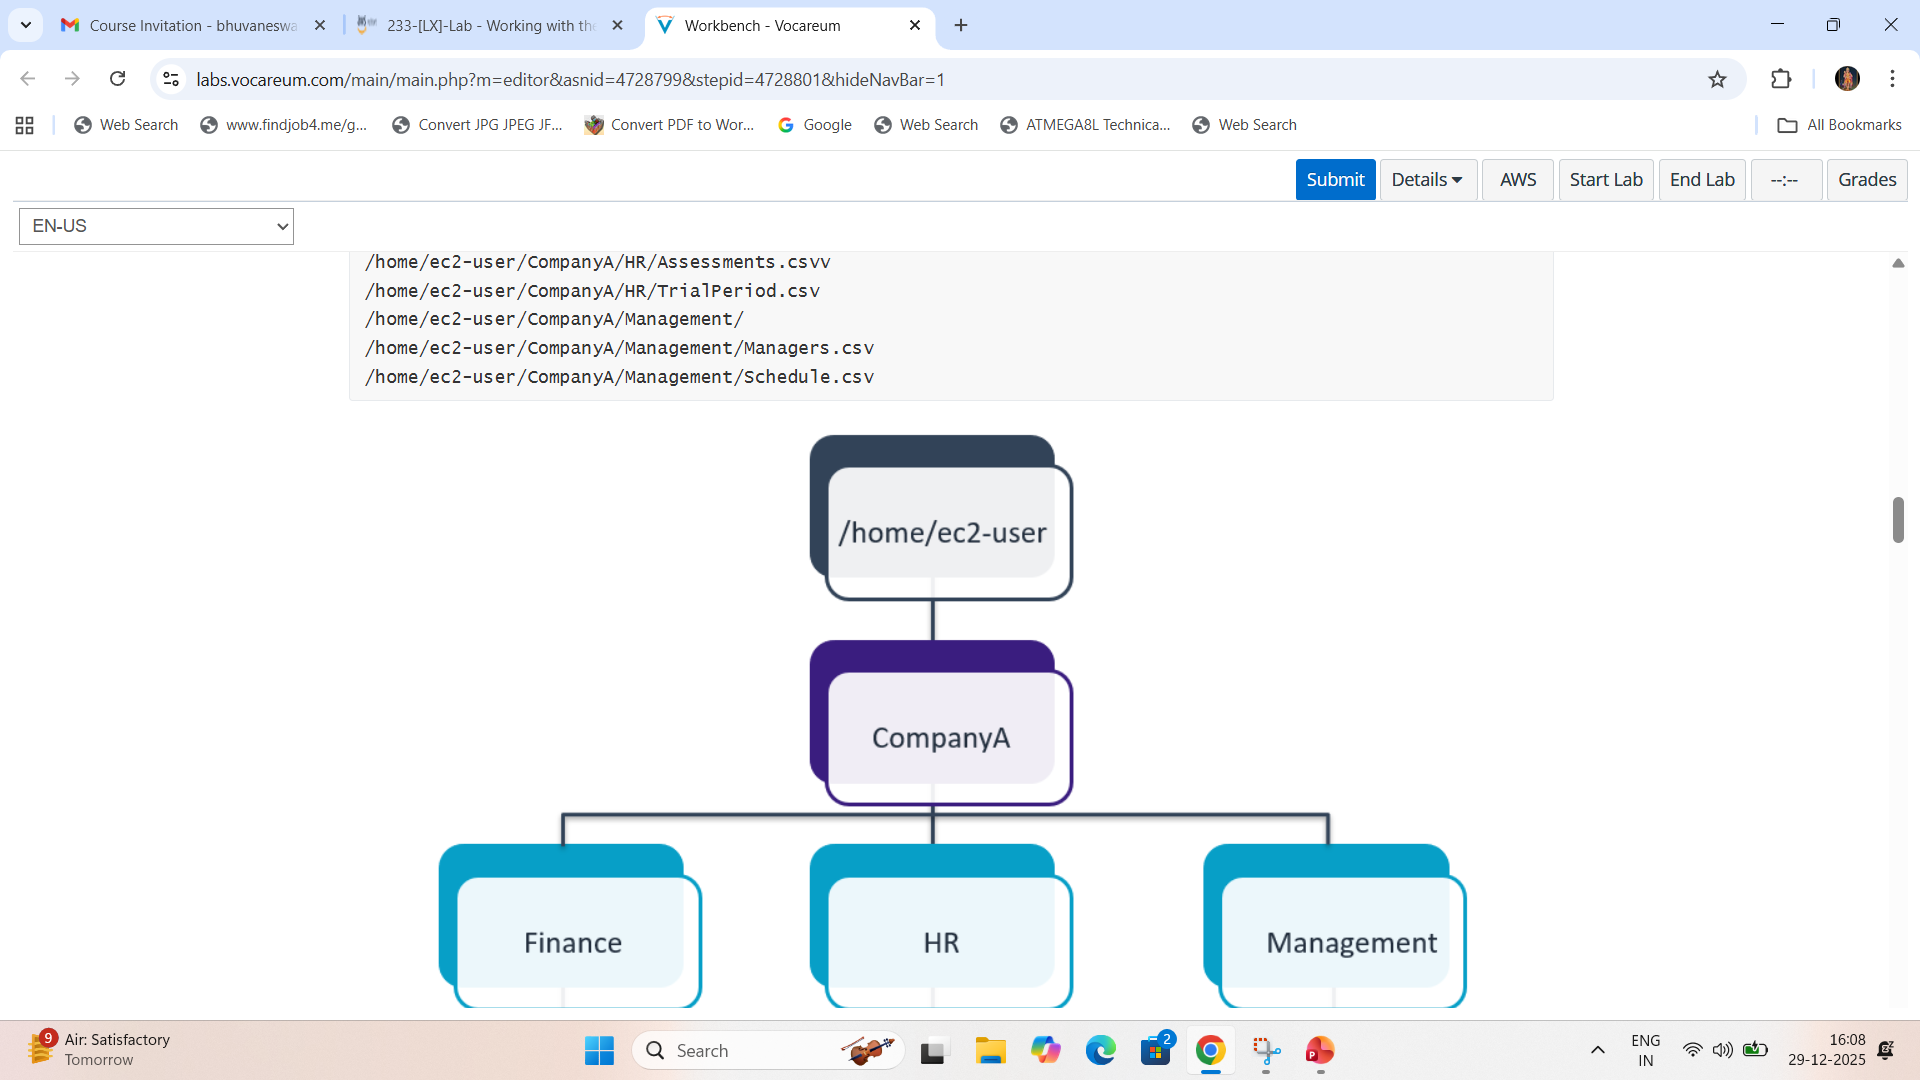 Course Invitation - bhuvaneswa
233-[LX]-Lab - Working with the
Workbench - Vocareum
labs.vocareum.com/main/main.php?m=editor&asnid=4728799&stepid=4728801&hideNavBar=1
Web Search
www.findjob4.me/g...
Convert JPG JPEG JF...
Convert PDF to Wor...
Google
Web Search
ATMEGA8L Technica...
Web Search
All Bookmarks
Submit
Details
AWS
Start Lab
End Lab
--:--
Grades
EN-US
/home/ec2-user/CompanyA/HR/Assessments.csvv
/home/ec2-user/CompanyA/HR/TrialPeriod.csv
/home/ec2-user/CompanyA/Management/
/home/ec2-user/CompanyA/Management/Managers.csv
/home/ec2-user/CompanyA/Management/Schedule.csv
/home/ec2-user
CompanyA
Finance
HR
Management
9
Air: Satisfactory
Tomorrow
Search
2
P
ENG
IN
16:08
29-12-2025